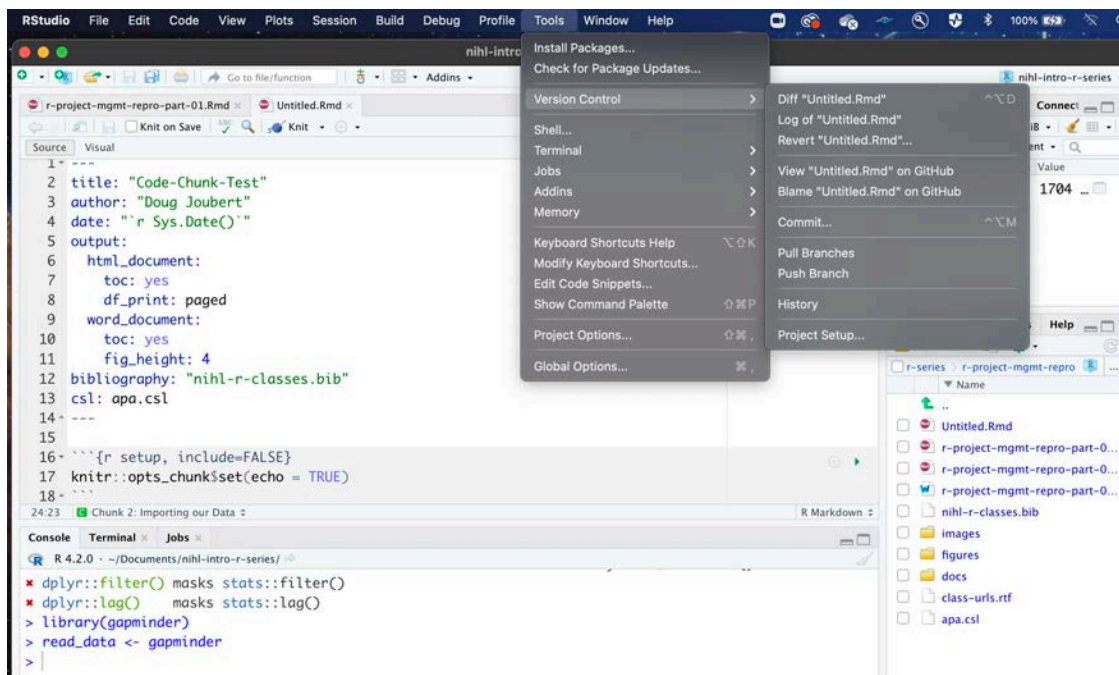 RStudio File Edit Code View Plots Session Build Debug Profile Tools Window Help 100%
nihl-intro
Go to file/function Addins nihl-intro-r-series
r-project-mgmt-repro-part-01.Rmd Untitled.Rmd
Knit on Save Knit
Source Visual
1 ---
2 title: "Code-Chunk-Test"
3 author: "Doug Joubert"
4 date: "`r Sys.Date()`"
5 output:
6 html_document:
7 toc: yes
8 df_print: paged
9 word_document:
10 toc: yes
11 fig_height: 4
12 bibliography: "nihl-r-classes.bib"
13 csl: apa.csl
14 ---
15
16 ```{r setup, include=FALSE}
17 knitr::opts_chunk$set(echo = TRUE)
18 ```
24:23 Chunk 2: Importing our Data R Markdown
Console Terminal Jobs
R 4.2.0 · ~/Documents/nihl-intro-r-series/
✖ dplyr::filter() masks stats::filter()
✖ dplyr::lag() masks stats::lag()
> library(gapminder)
> read_data <- gapminder
>
Install Packages...
Check for Package Updates...
Version Control >
Shell...
Terminal >
Jobs >
Addins >
Memory >
Keyboard Shortcuts Help ⌥⇧K
Modify Keyboard Shortcuts...
Edit Code Snippets...
Show Command Palette ⇧⌘P
Project Options... ⇧⌘,
Global Options... ⌘,
Diff "Untitled.Rmd" ^⌥D
Log of "Untitled.Rmd"
Revert "Untitled.Rmd"...
View "Untitled.Rmd" on GitHub
Blame "Untitled.Rmd" on GitHub
Commit... ^⌥M
Pull Branches
Push Branch
History
Project Setup...
Connect
iB
ent
Value
1704 ...
Help
r-series > r-project-mgmt-repro ...
Name
..
Untitled.Rmd
r-project-mgmt-repro-part-0...
r-project-mgmt-repro-part-0...
r-project-mgmt-repro-part-0...
nihl-r-classes.bib
images
figures
docs
class-urls.rtf
apa.csl